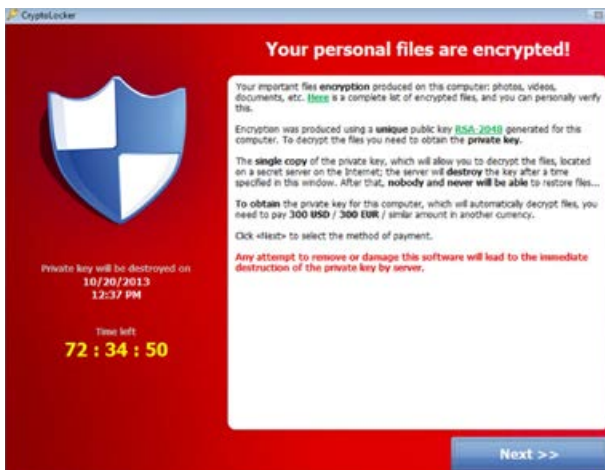 CryptoLocker
Your personal files are encrypted!
Your important files encryption produced on this computer: photos, videos,
documents, etc. Here is a complete list of encrypted files, and you can personally verify
this.
Encryption was produced using a unique public key RSA-2048 generated for this
computer. To decrypt the files you need to obtain the private key.
The single copy of the private key, which will allow you to decrypt the files, located
on a secret server on the Internet; the server will destroy the key after a time
specified in this window. After that, nobody and never will be able to restore files...
To obtain the private key for this computer, which will automatically decrypt files, you
need to pay 300 USD / 300 EUR / similar amount in another currency.
Click «Next» to select the method of payment.
Any attempt to remove or damage this software will lead to the immediate
destruction of the private key by server.
Private key will be destroyed on
10/20/2013
12:37 PM
Time left
72 : 34 : 50
Next >>